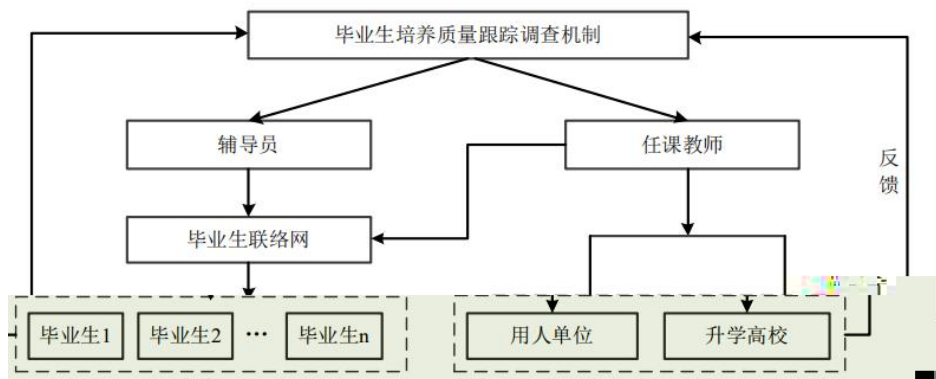 毕业生培养质量跟踪调查机制
辅导员
任课教师
反馈
毕业生联络网
毕业生1
毕业生2
…
毕业生n
用人单位
升学高校